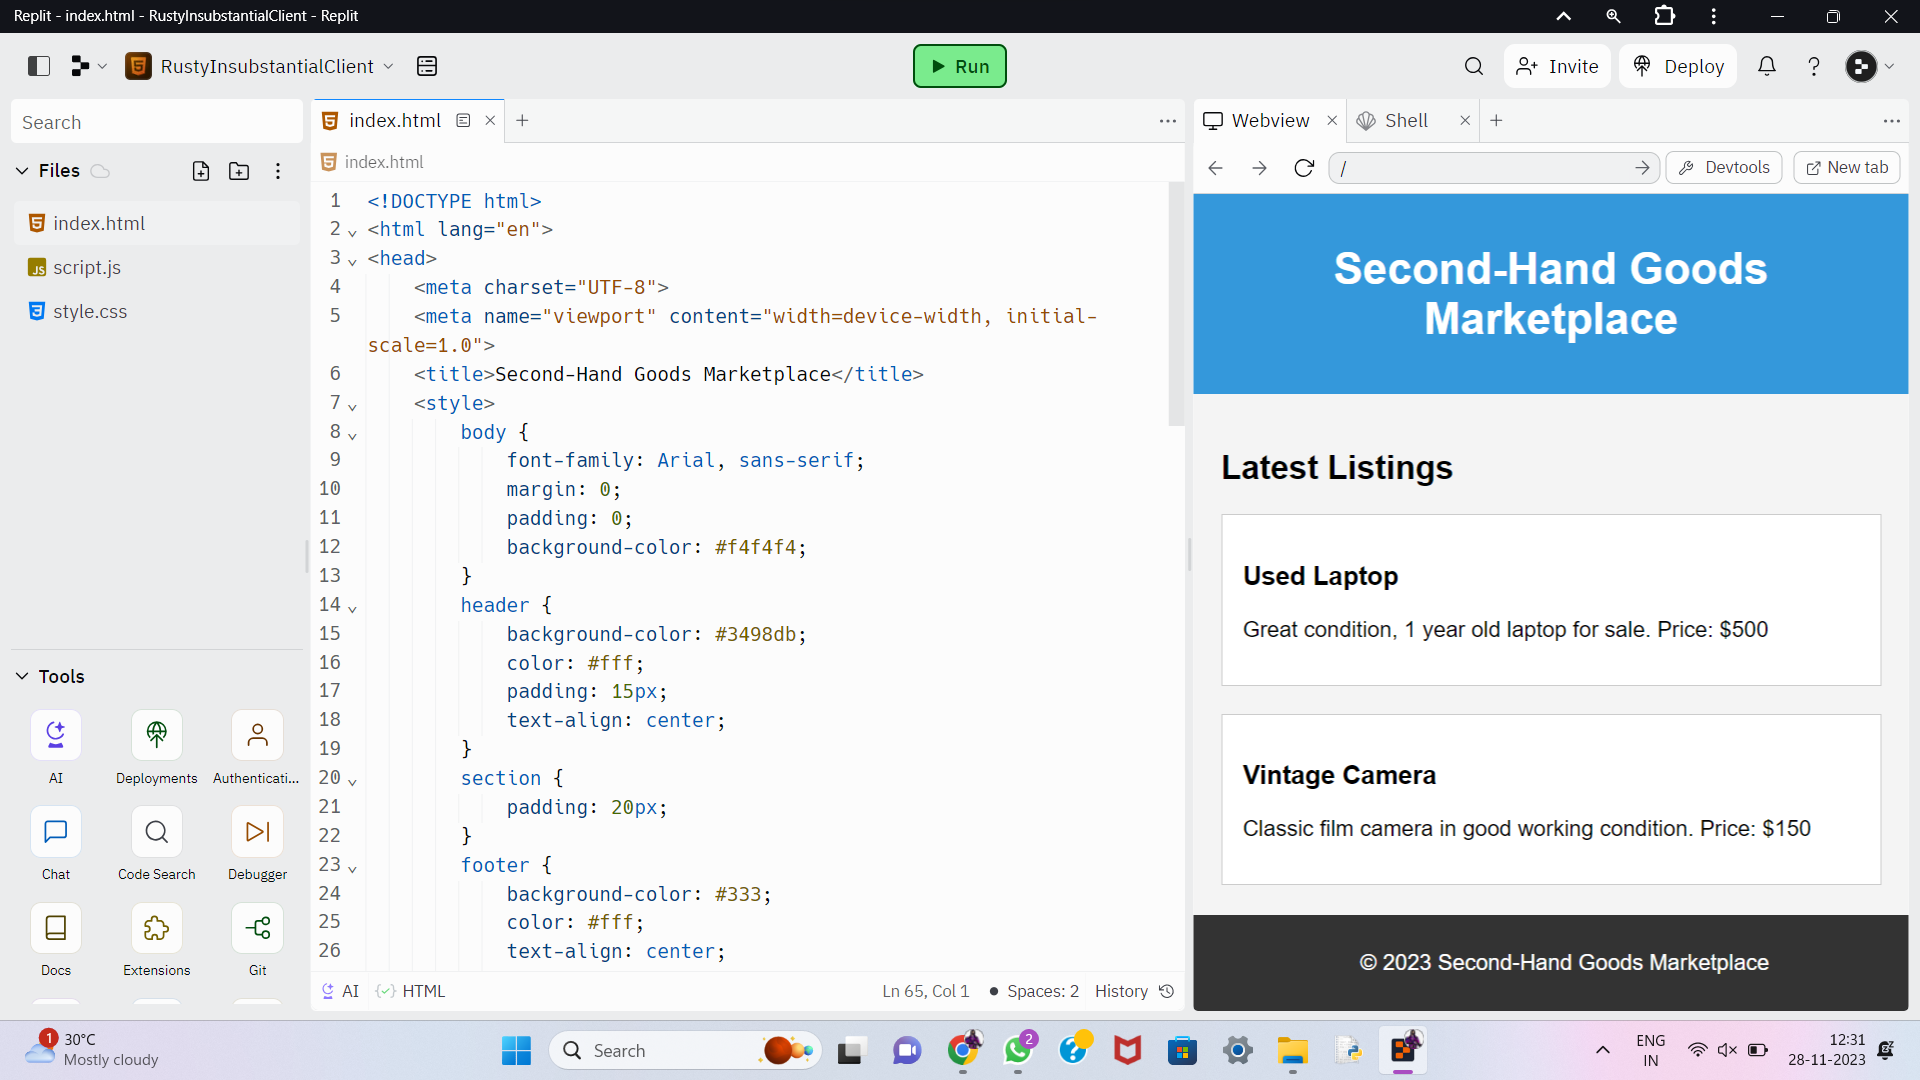 Replit - index.html - RustyInsubstantialClient - Replit
RustyInsubstantialClient
Run
Invite
Deploy
Search
Files
index.html
script.js
style.css
Tools
AI
Deployments
Authenticati...
Chat
Code Search
Debugger
Docs
Extensions
Git
index.html
index.html
1 <!DOCTYPE html>
2 <html lang="en">
3 <head>
4 <meta charset="UTF-8">
5 <meta name="viewport" content="width=device-width, initial-
scale=1.0">
6 <title>Second-Hand Goods Marketplace</title>
7 <style>
8 body {
9 font-family: Arial, sans-serif;
10 margin: 0;
11 padding: 0;
12 background-color: #f4f4f4;
13 }
14 header {
15 background-color: #3498db;
16 color: #fff;
17 padding: 15px;
18 text-align: center;
19 }
20 section {
21 padding: 20px;
22 }
23 footer {
24 background-color: #333;
25 color: #fff;
26 text-align: center;
AI
HTML
Ln 65, Col 1
Spaces: 2
History
Webview
Shell
/
Devtools
New tab
Second-Hand Goods
Marketplace
Latest Listings
Used Laptop
Great condition, 1 year old laptop for sale. Price: $500
Vintage Camera
Classic film camera in good working condition. Price: $150
© 2023 Second-Hand Goods Marketplace
1
30°C
Mostly cloudy
Search
2
ENG
IN
12:31
28-11-2023